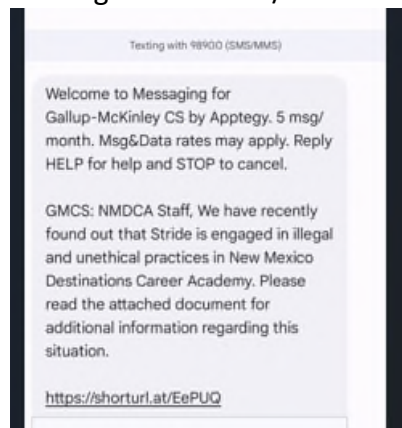 Texting with 98900 (SMS/MMS)
Welcome to Messaging for
Gallup-McKinley CS by Apptegy. 5 msg/
month. Msg&Data rates may apply. Reply
HELP for help and STOP to cancel.
GMCS: NMDCA Staff, We have recently
found out that Stride is engaged in illegal
and unethical practices in New Mexico
Destinations Career Academy. Please
read the attached document for
additional information regarding this
situation.
https://shorturl.at/EePUQ